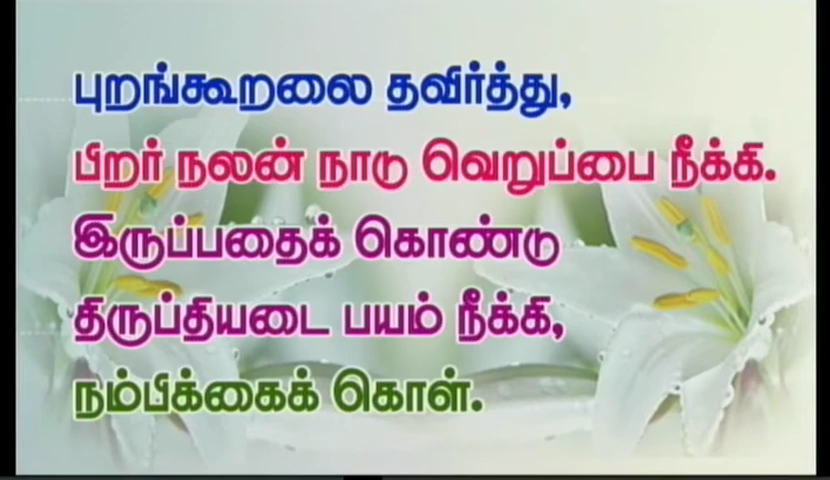 புறங்கூறலை தவிர்த்து,
பிறர் நலன் நாடு வெறுப்பை நீக்கி.
இருப்பதைக் கொண்டு
திருப்தியடை பயம் நீக்கி,
நம்பிக்கைக் கொள்.